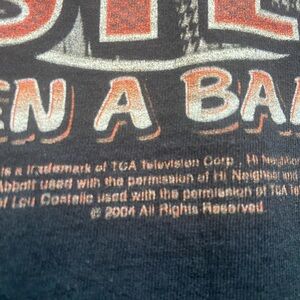 EN A BA
is a trademark of TCA Television Corp., Hi Neighbor
Abbott used with the permission of Hi Neighbor and
of Lou Costello used with the permission of TCA
© 2004 All Rights Reserved.